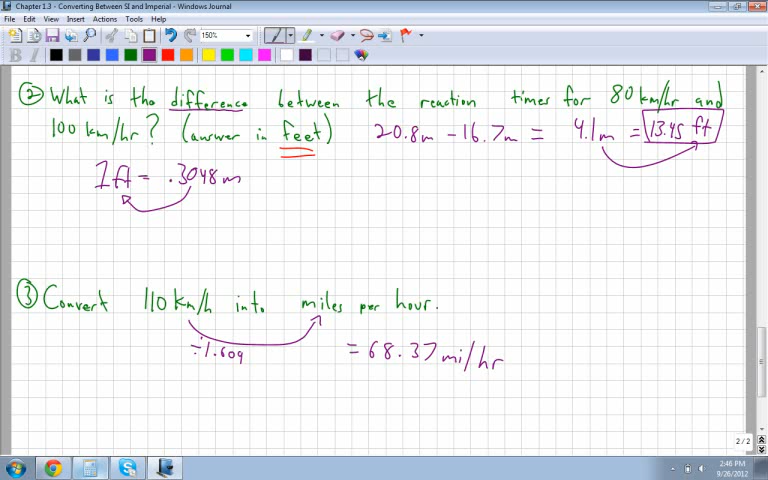 Chapter 1.3 - Converting Between SI and Imperial - Windows Journal
File Edit View Insert Actions Tools Help
150%
B I
② What is the difference between the reaction times for 80 km/hr and
100 km/hr? (answer in feet) 20.8m - 16.7m = 4.1m = 13.45 ft
1 ft = .3048 m
③ Convert 110 km/h into miles per hour.
÷1.609 = 68.37 mi/hr
2 / 2
2:46 PM
9/26/2012